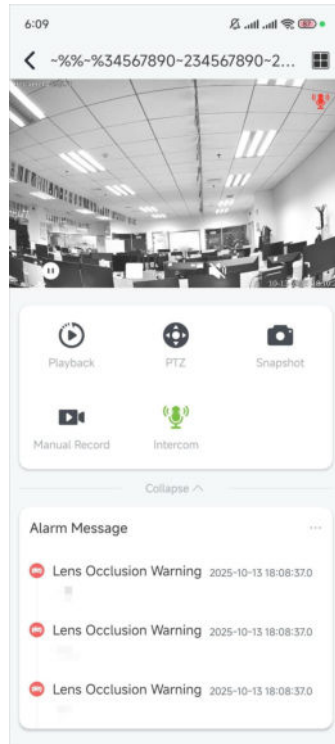 6:09
~%%~%34567890~234567890~2...
Playback
PTZ
Snapshot
Manual Record
Intercom
Collapse
Alarm Message
Lens Occlusion Warning 2025-10-13 18:08:37.0
Lens Occlusion Warning 2025-10-13 18:08:37.0
Lens Occlusion Warning 2025-10-13 18:08:37.0